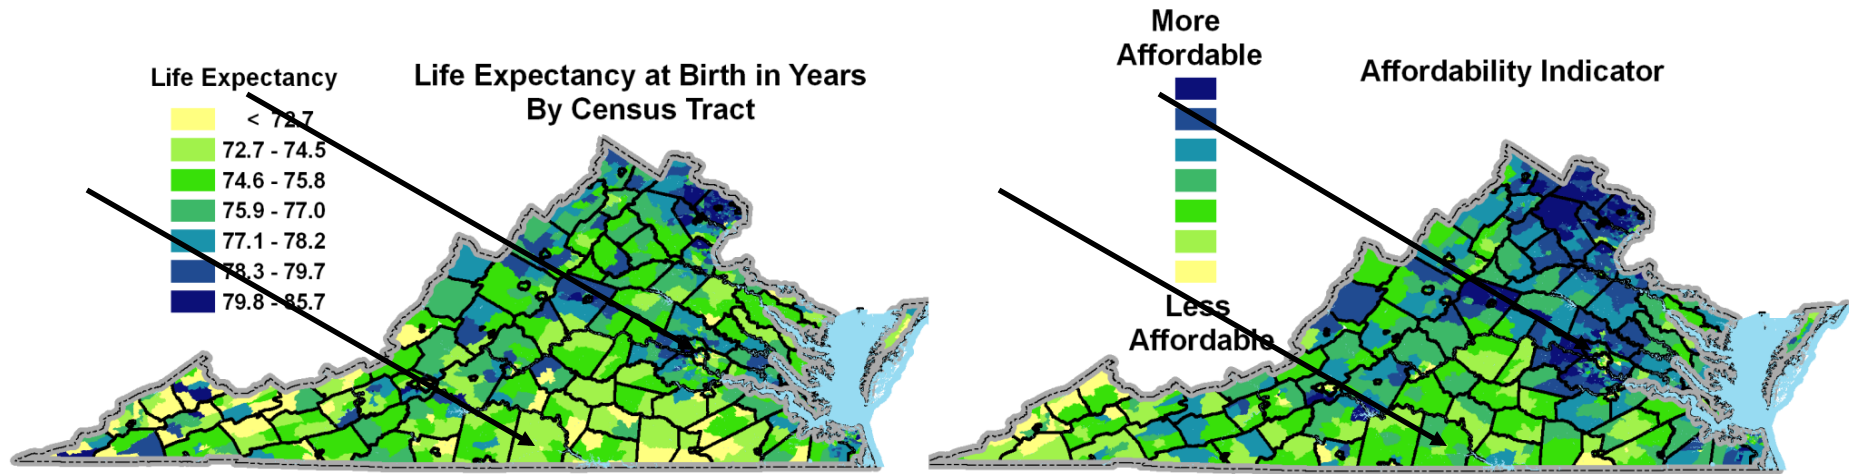 Life Expectancy
< 72.7
72.7 - 74.5
74.6 - 75.8
75.9 - 77.0
77.1 - 78.2
78.3 - 79.7
79.8 - 85.7
Life Expectancy at Birth in Years
By Census Tract
More
Affordable
Less
Affordable
Affordability Indicator